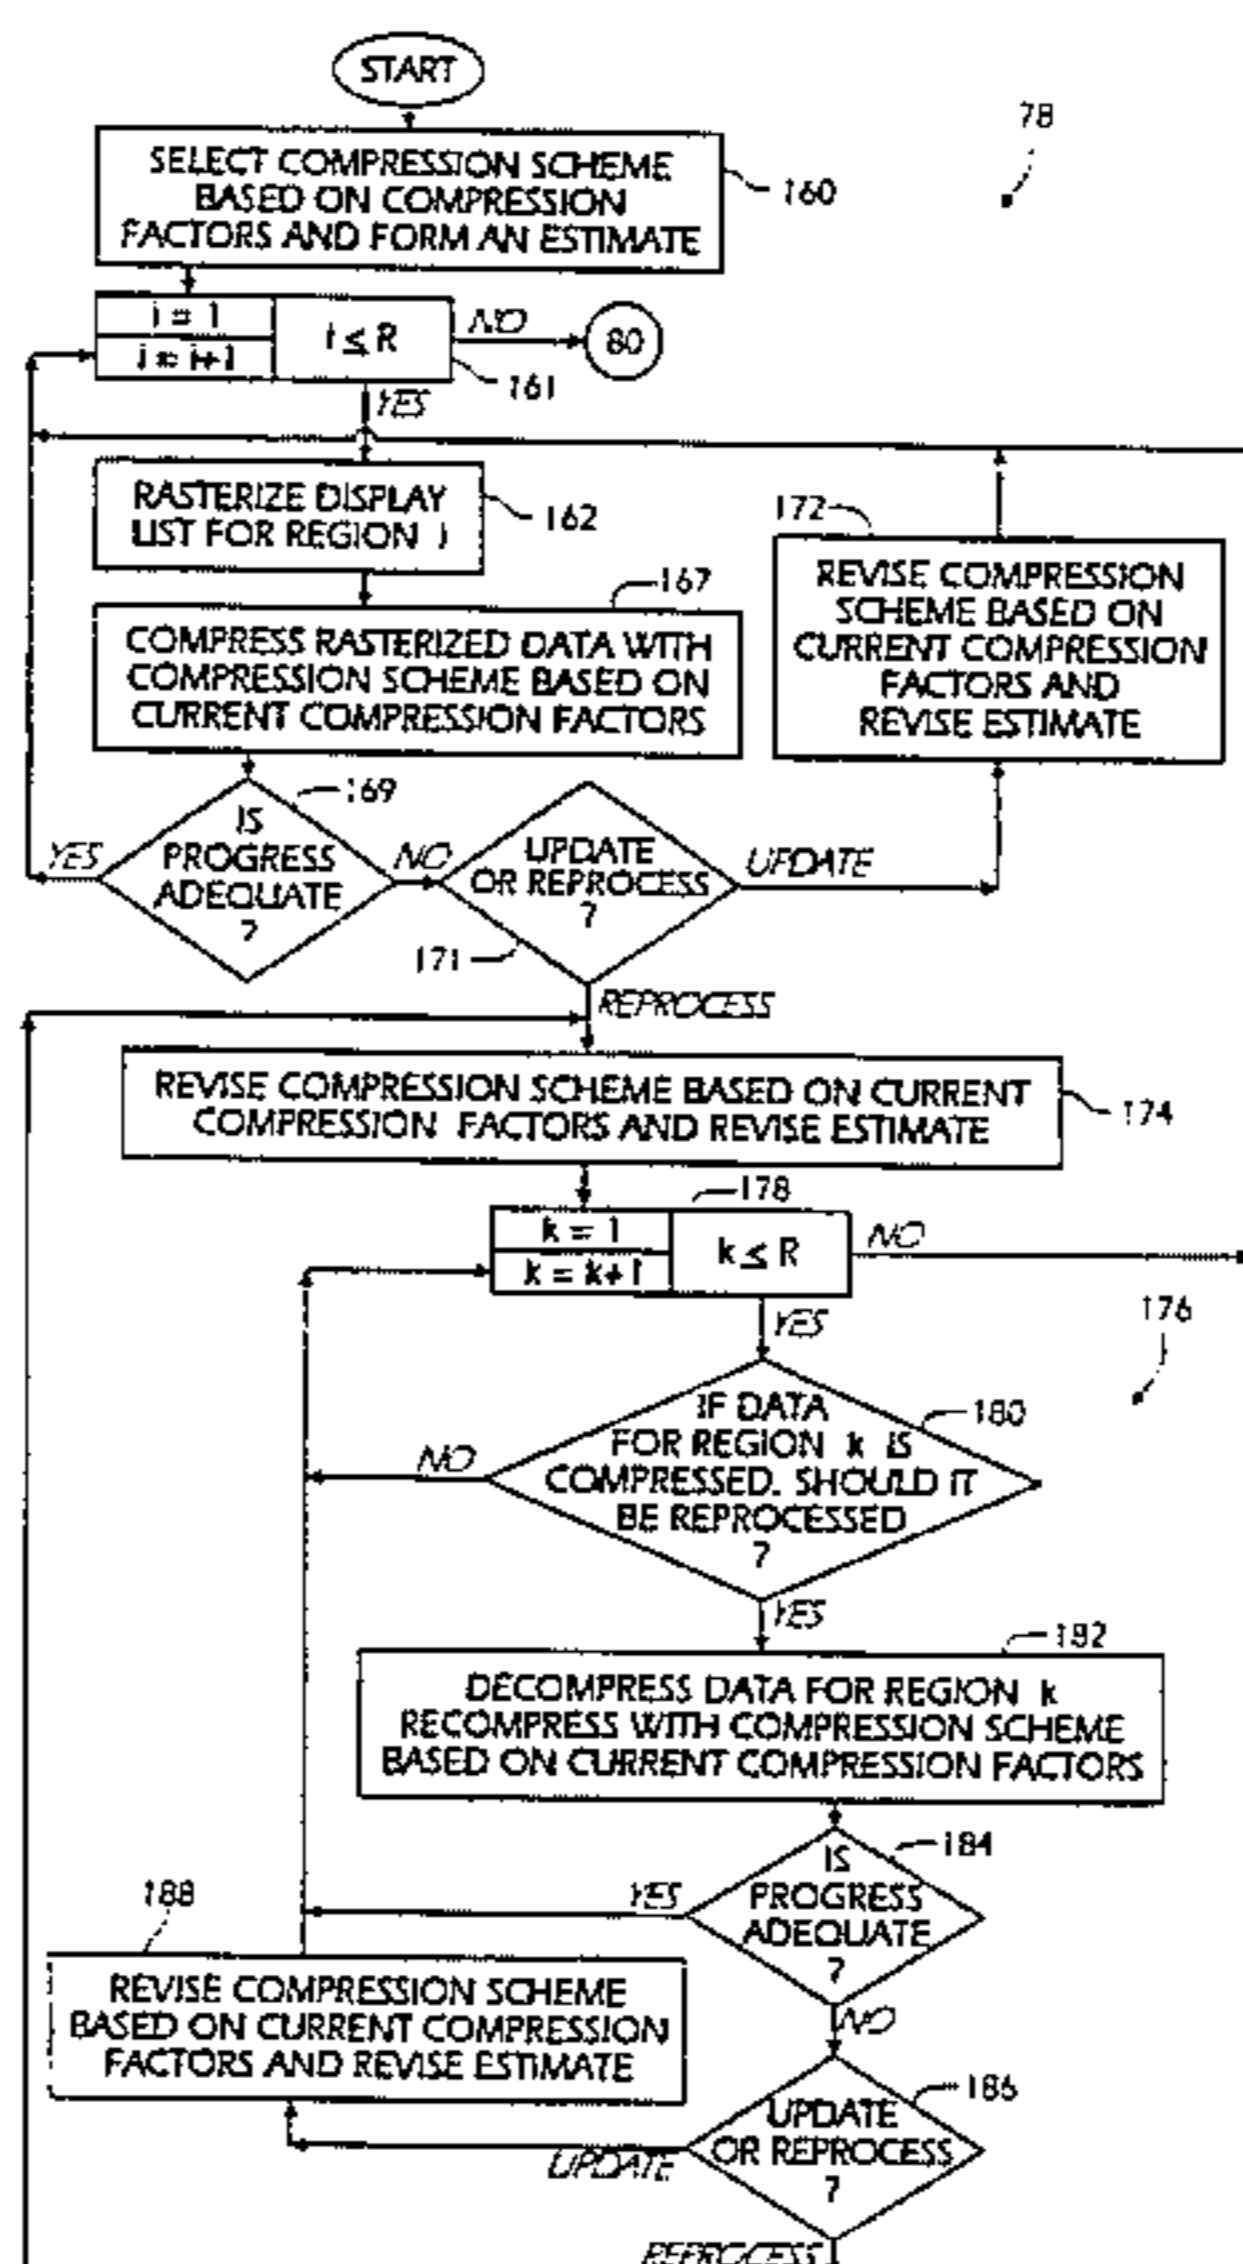 START
78
SELECT COMPRESSION SCHEME
BASED ON COMPRESSION
FACTORS AND FORM AN ESTIMATE
160
i = 1
i = i+1
i ≤ R
NO
80
161
YES
RASTERIZE DISPLAY
LIST FOR REGION i
162
172
REVISE COMPRESSION
SCHEME BASED ON
CURRENT COMPRESSION
FACTORS AND
REVISE ESTIMATE
167
COMPRESS RASTERIZED DATA WITH
COMPRESSION SCHEME BASED ON
CURRENT COMPRESSION FACTORS
169
IS
PROGRESS
ADEQUATE
?
YES
NO
UPDATE
OR REPROCESS
?
UPDATE
171
REPROCESS
REVISE COMPRESSION SCHEME BASED ON CURRENT
COMPRESSION FACTORS AND REVISE ESTIMATE
174
178
k = 1
k = k+1
k ≤ R
NO
YES
176
IF DATA
FOR REGION k IS
COMPRESSED, SHOULD IT
BE REPROCESSED
?
180
NO
YES
182
DECOMPRESS DATA FOR REGION k
RECOMPRESS WITH COMPRESSION SCHEME
BASED ON CURRENT COMPRESSION FACTORS
184
IS
PROGRESS
ADEQUATE
?
YES
NO
188
REVISE COMPRESSION SCHEME
BASED ON CURRENT COMPRESSION
FACTORS AND REVISE ESTIMATE
186
UPDATE
OR REPROCESS
?
UPDATE
REPROCESS